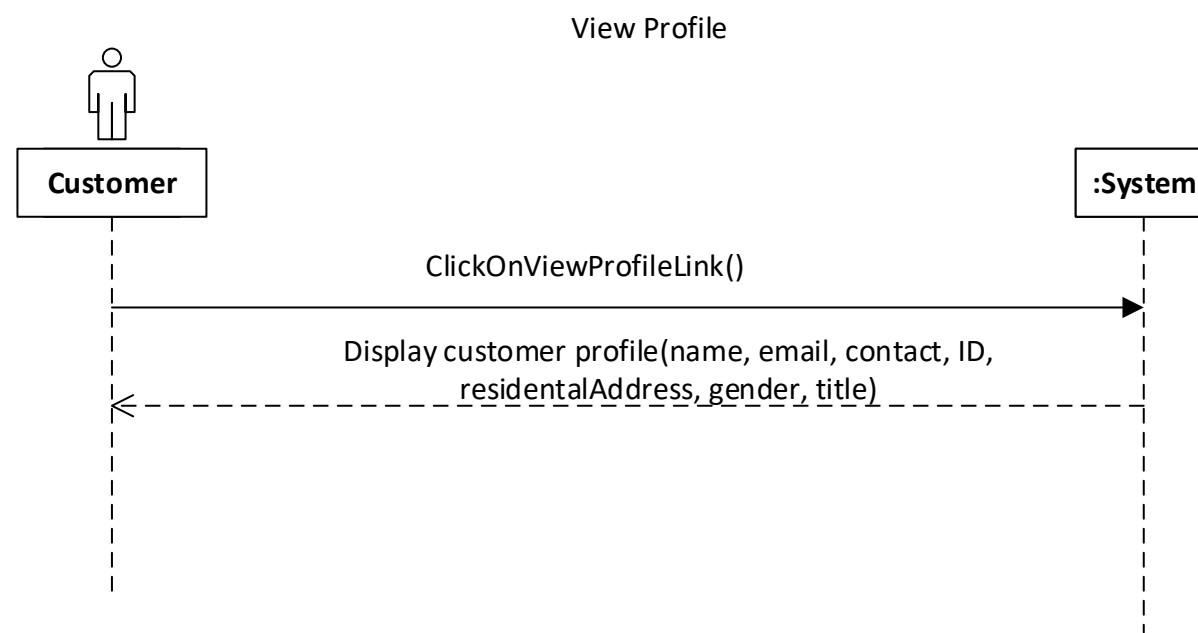 View Profile
Customer
:System
ClickOnViewProfileLink()
Display customer profile(name, email, contact, ID,
residentalAddress, gender, title)